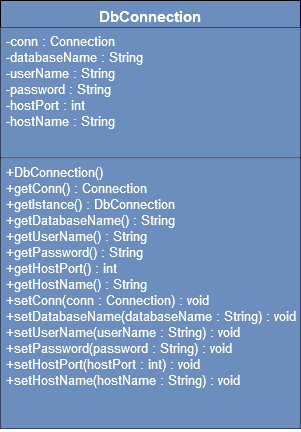 DbConnection
-conn : Connection
-databaseName : String
-userName : String
-password : String
-hostPort : int
-hostName : String
+DbConnection()
+getConn() : Connection
+getIstance() : DbConnection
+getDatabaseName() : String
+getUserName() : String
+getPassword() : String
+getHostPort() : int
+getHostName() : String
+setConn(conn : Connection) : void
+setDatabaseName(databaseName : String) : void
+setUserName(userName : String) : void
+setPassword(password : String) : void
+setHostPort(hostPort : int) : void
+setHostName(hostName : String) : void